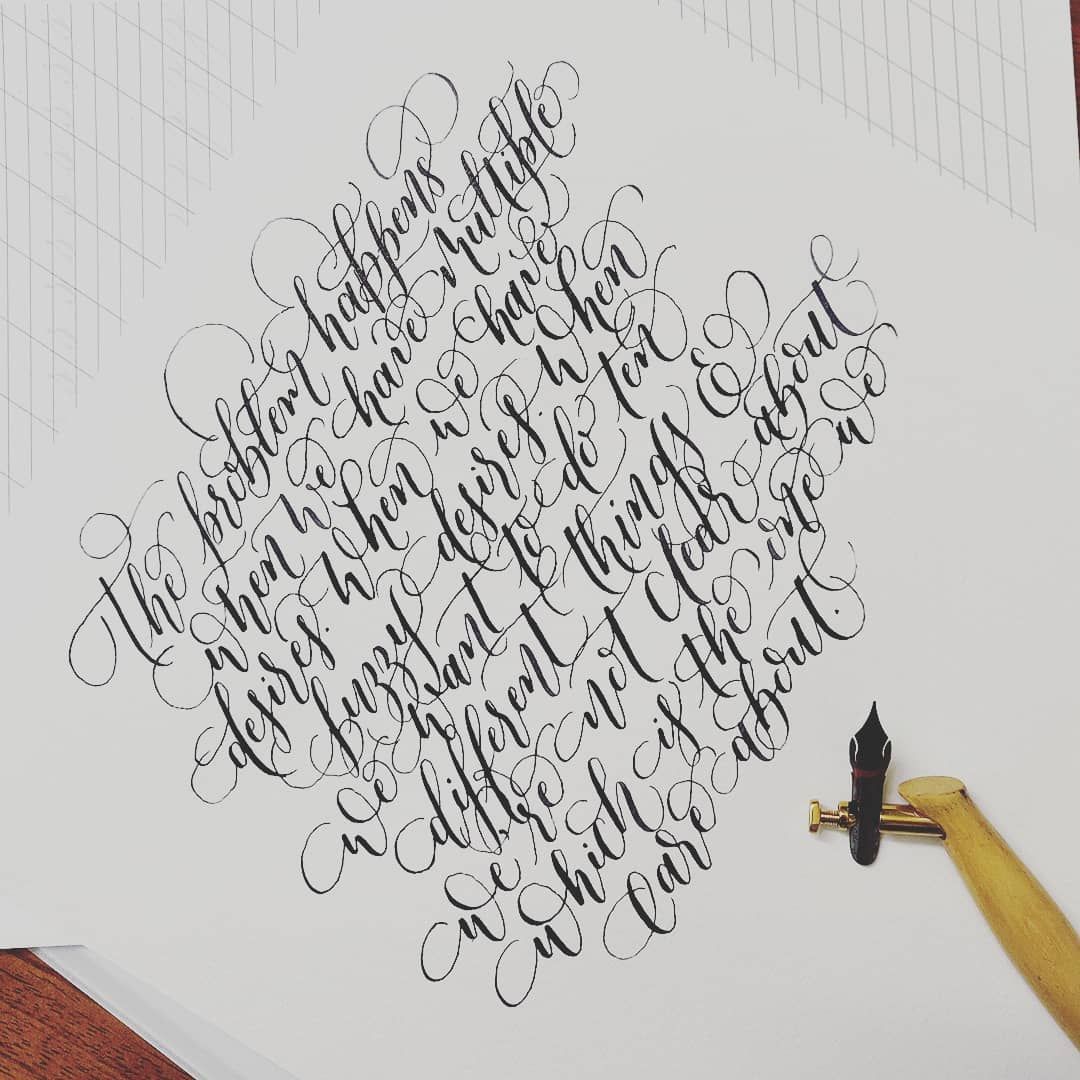 The problem happens
when we have multiple
desires. When we have
fuzzy desires. When
we want to do ten
different things &
we're not clear about
which is the one we
care about.